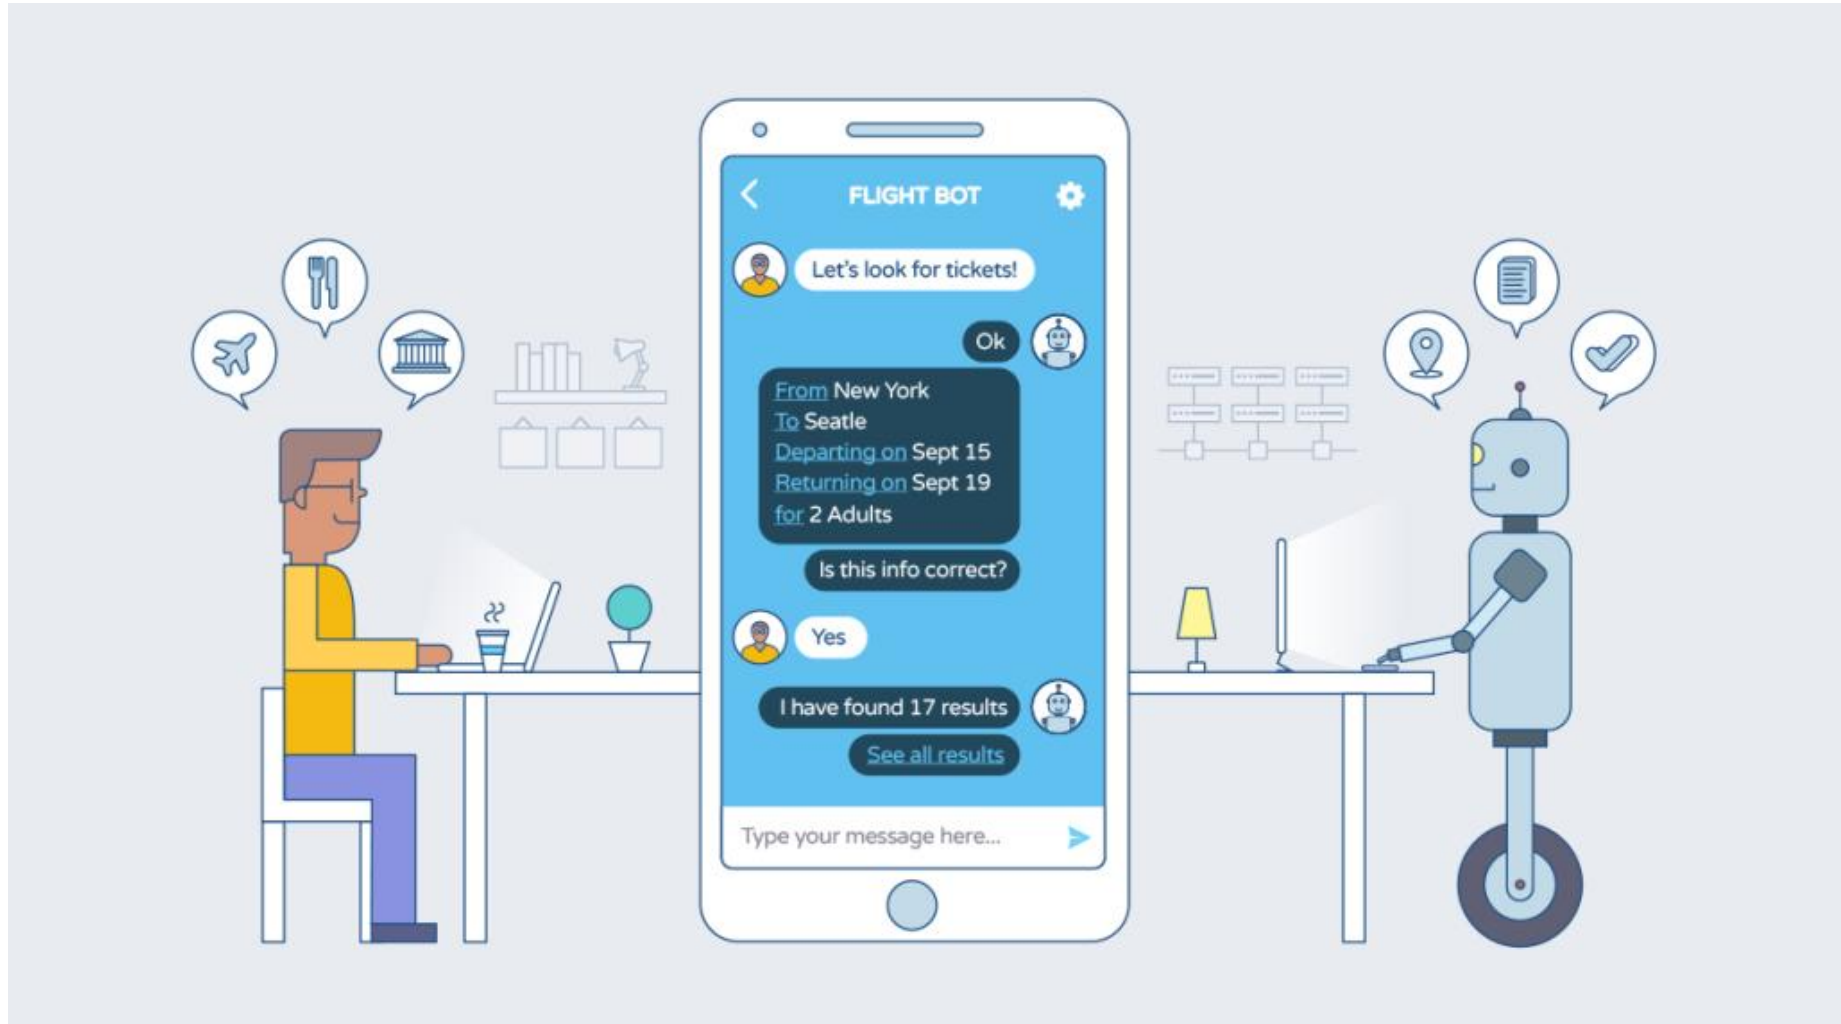 FLIGHT BOT
Let's look for tickets!
Ok
From New York
To Seatle
Departing on Sept 15
Returning on Sept 19
for 2 Adults
Is this info correct?
Yes
I have found 17 results
See all results
Type your message here...